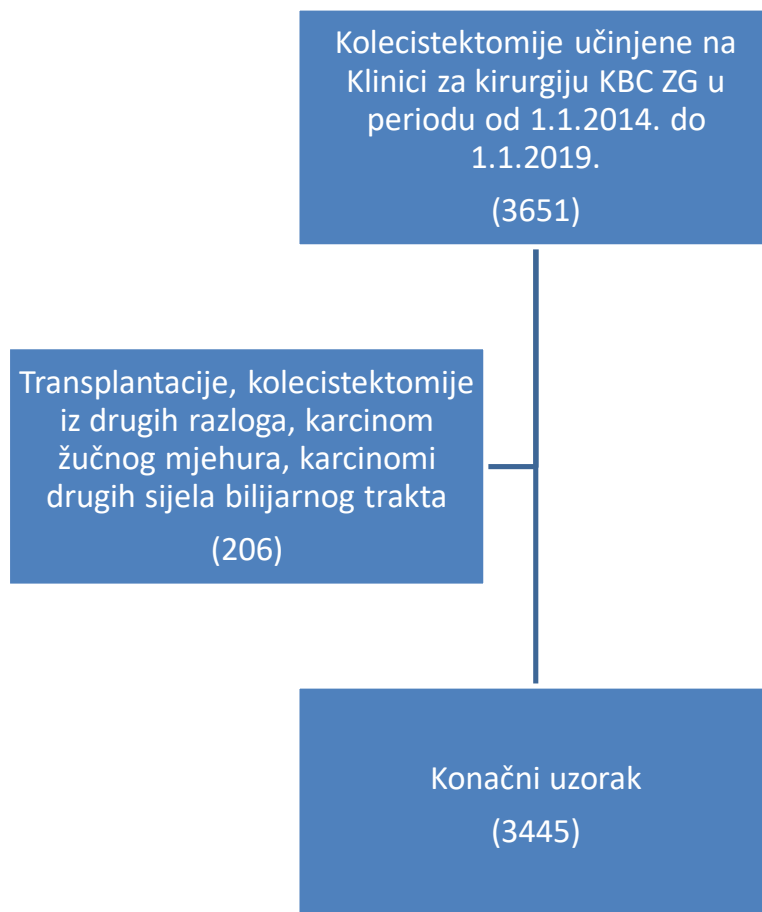 Kolecistektomije učinjene na
Klinici za kirurgiju KBC ZG u
periodu od 1.1.2014. do
1.1.2019.
(3651)
Transplantacije, kolecistektomije
iz drugih razloga, karcinom
žučnog mjehura, karcinomi
drugih sijela bilijarnog trakta
(206)
Konačni uzorak
(3445)